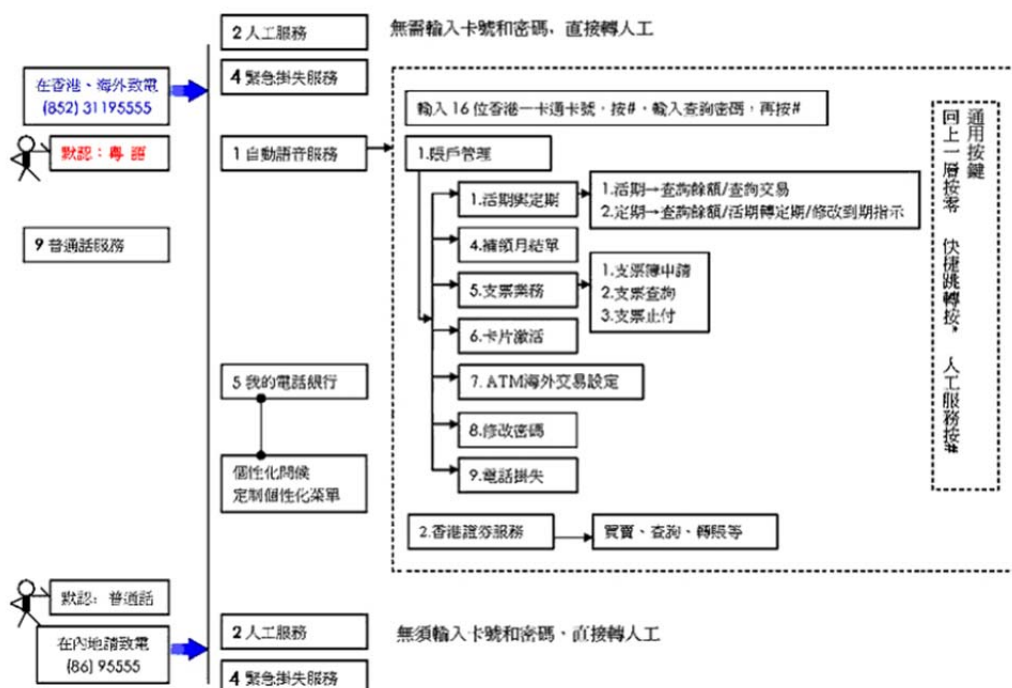 2 人工服務
無需輸入卡號和密碼，直接轉人工
4 緊急掛失服務
在香港、海外致電
(852) 31195555
默認：粵 語
1 自動語音服務
9 普通話服務
輸入 16 位香港一卡通卡號，按#，輸入查詢密碼，再按#
1.賬戶管理
1.活期與定期
1.活期→查詢餘額/查詢交易
2.定期→查詢餘額/活期轉定期/修改到期指示
4.補領月結單
5.支票業務
1.支票簿申請
2.支票查詢
3.支票止付
6.卡片激活
7. ATM海外交易設定
8.修改密碼
9.電話掛失
2.香港證券服務
買賣、查詢、轉賬等
通用按鍵
回上一層按零 快捷跳轉按* 人工服務按#
5 我的電話銀行
個性化問候
定制個性化菜單
默認：普通話
在內地請致電
(86) 95555
2 人工服務
無須輸入卡號和密碼、直接轉人工
4 緊急掛失服務